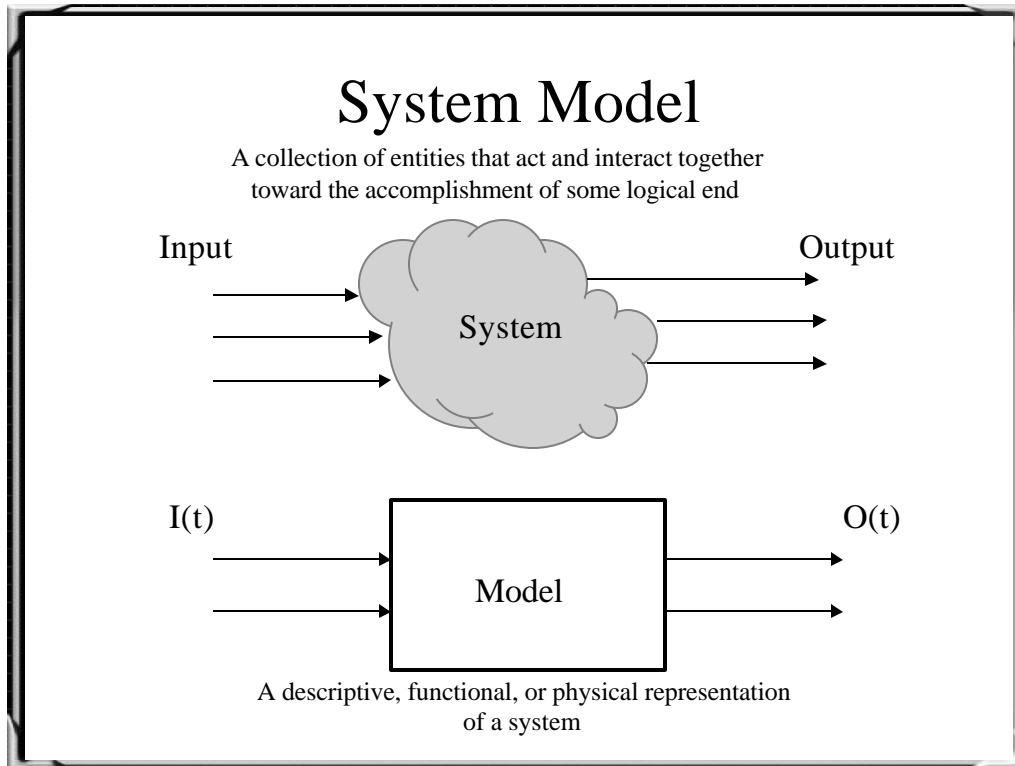 System Model
A collection of entities that act and interact together
toward the accomplishment of some logical end
Input
Output
System
I(t)
O(t)
Model
A descriptive, functional, or physical representation
of a system